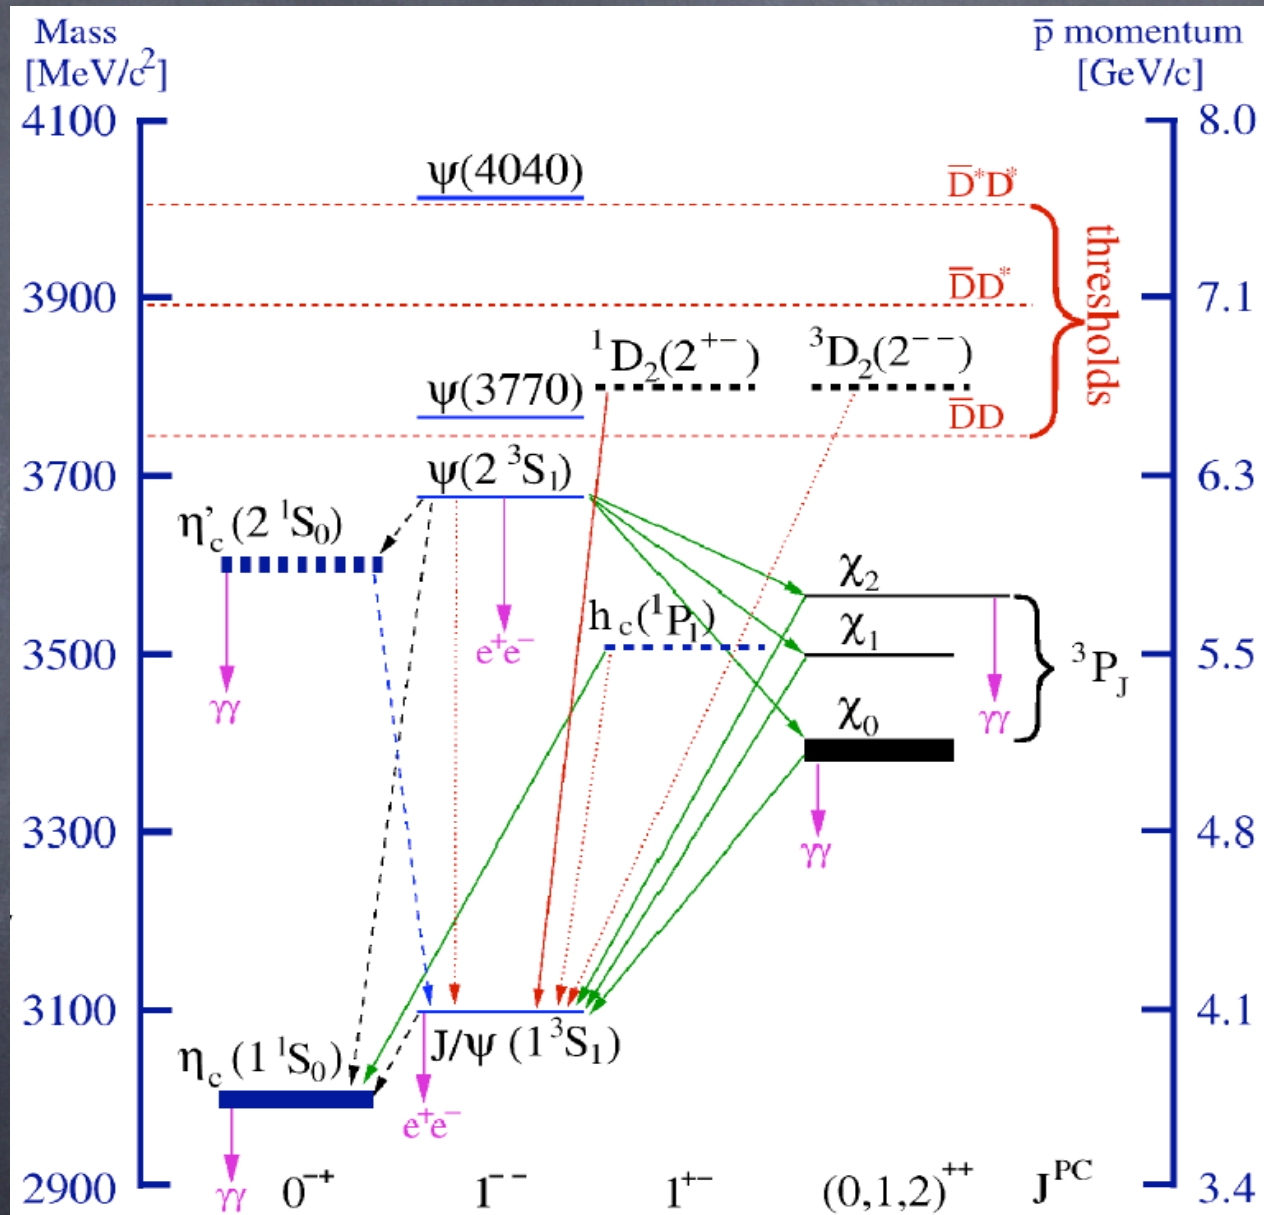 Mass
[MeV/c²]
p̄ momentum
[GeV/c]
4100
8.0
ψ(4040)
D̄*D*
thresholds
3900
D̄D*
7.1
¹D₂(2⁺⁻)
³D₂(2⁻⁻)
ψ(3770)
D̄D
3700
ψ(2 ³S₁)
6.3
η'c (2 ¹S₀)
χ₂
hc(¹P₁)
χ₁
e⁺e⁻
3500
5.5
³PJ
γγ
χ₀
γγ
3300
4.8
γγ
3100
4.1
J/ψ (1³S₁)
ηc (1 ¹S₀)
e⁺e⁻
2900
γγ
0⁻⁺
1⁻⁻
1⁺⁻
(0,1,2)⁺⁺
Jᴾᶜ
3.4